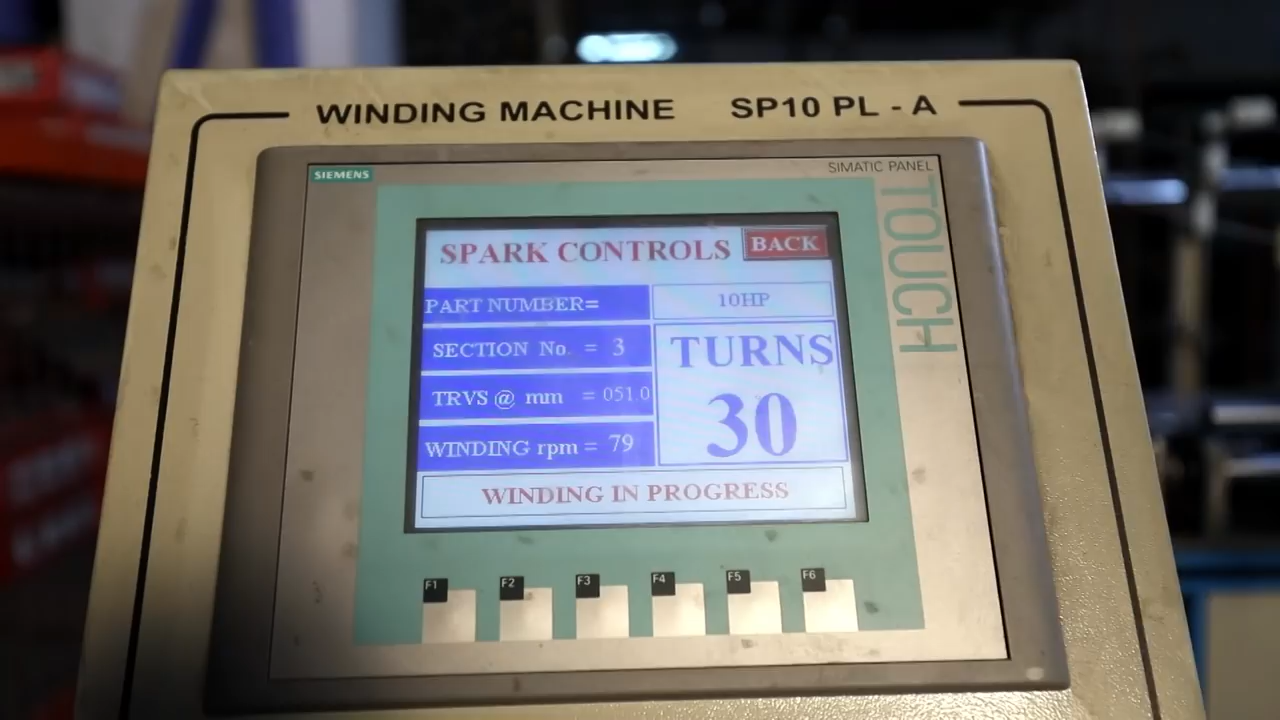 WINDING MACHINE SP10 PL - A
SIEMENS
SIMATIC PANEL
TOUCH
SPARK CONTROLS BACK
PART NUMBER= 10HP
SECTION No. = 3
TURNS
TRVS @ mm = 051.0
30
WINDING rpm = 79
WINDING IN PROGRESS
F1 F2 F3 F4 F5 F6